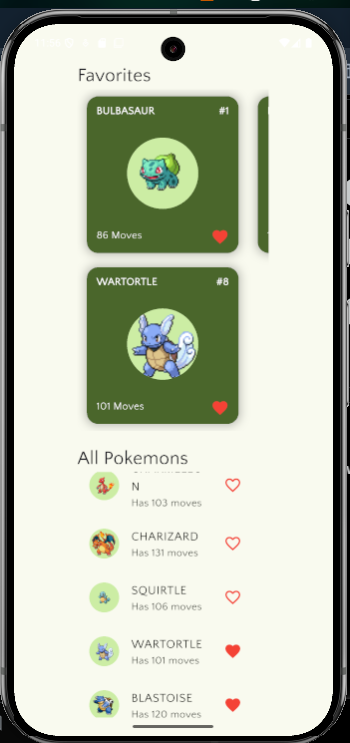 Favorites
BULBASAUR #1
86 Moves
WARTORTLE #8
101 Moves
All Pokemons
N
Has 103 moves
CHARIZARD
Has 131 moves
SQUIRTLE
Has 106 moves
WARTORTLE
Has 101 moves
BLASTOISE
Has 120 moves